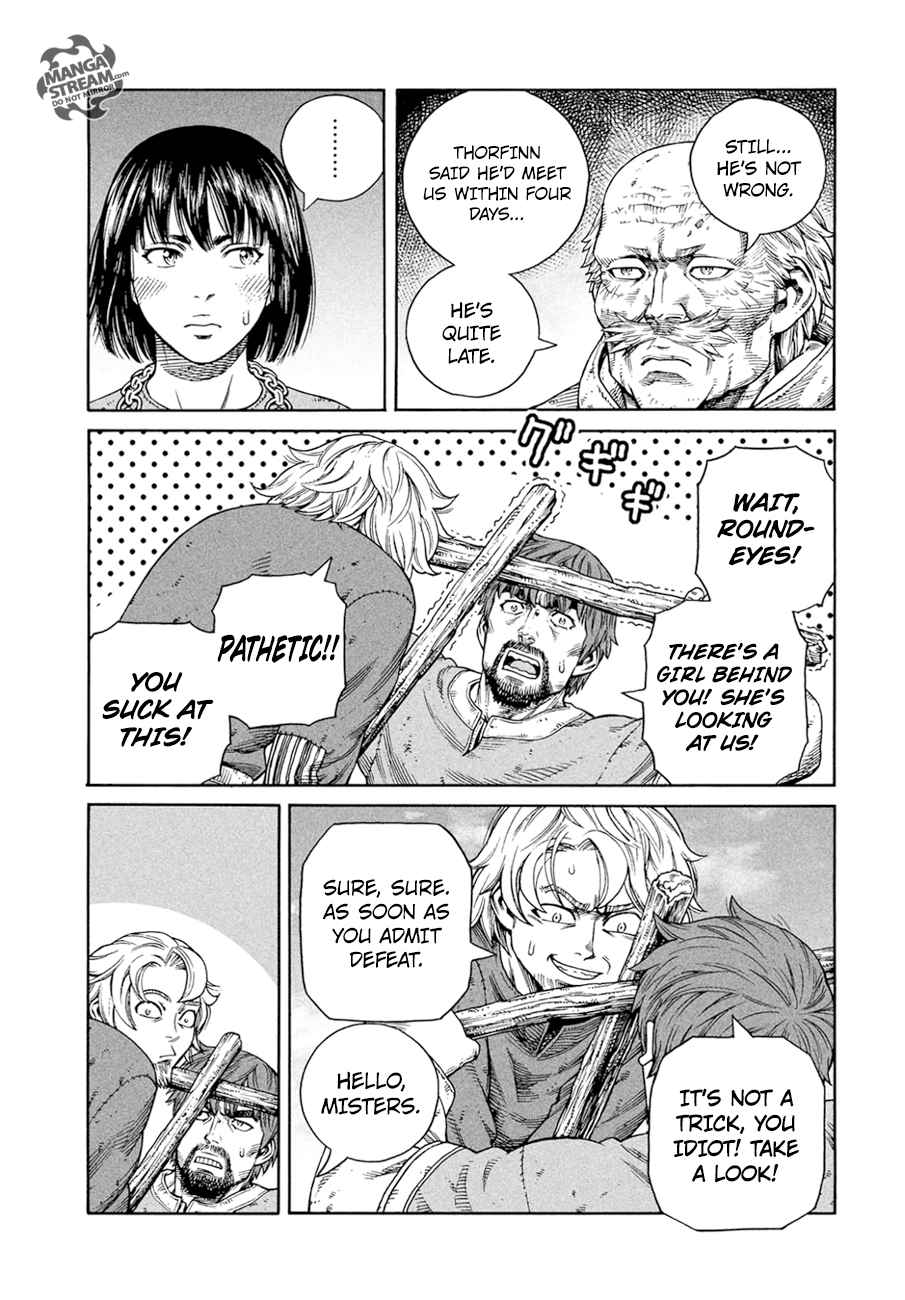 MANGA
STREAM.com
DO NOT MIRROR!
STILL...
HE'S NOT
WRONG.
THORFINN
SAID HE'D MEET
US WITHIN FOUR
DAYS...
HE'S
QUITE
LATE.
.........
グギギ
WAIT,
ROUND-
EYES!
THERE'S A
GIRL BEHIND
YOU! SHE'S
LOOKING
AT US!
PATHETIC!!
YOU
SUCK AT
THIS!
SURE, SURE.
AS SOON AS
YOU ADMIT
DEFEAT.
IT'S NOT A
TRICK, YOU
IDIOT! TAKE
A LOOK!
HELLO,
MISTERS.